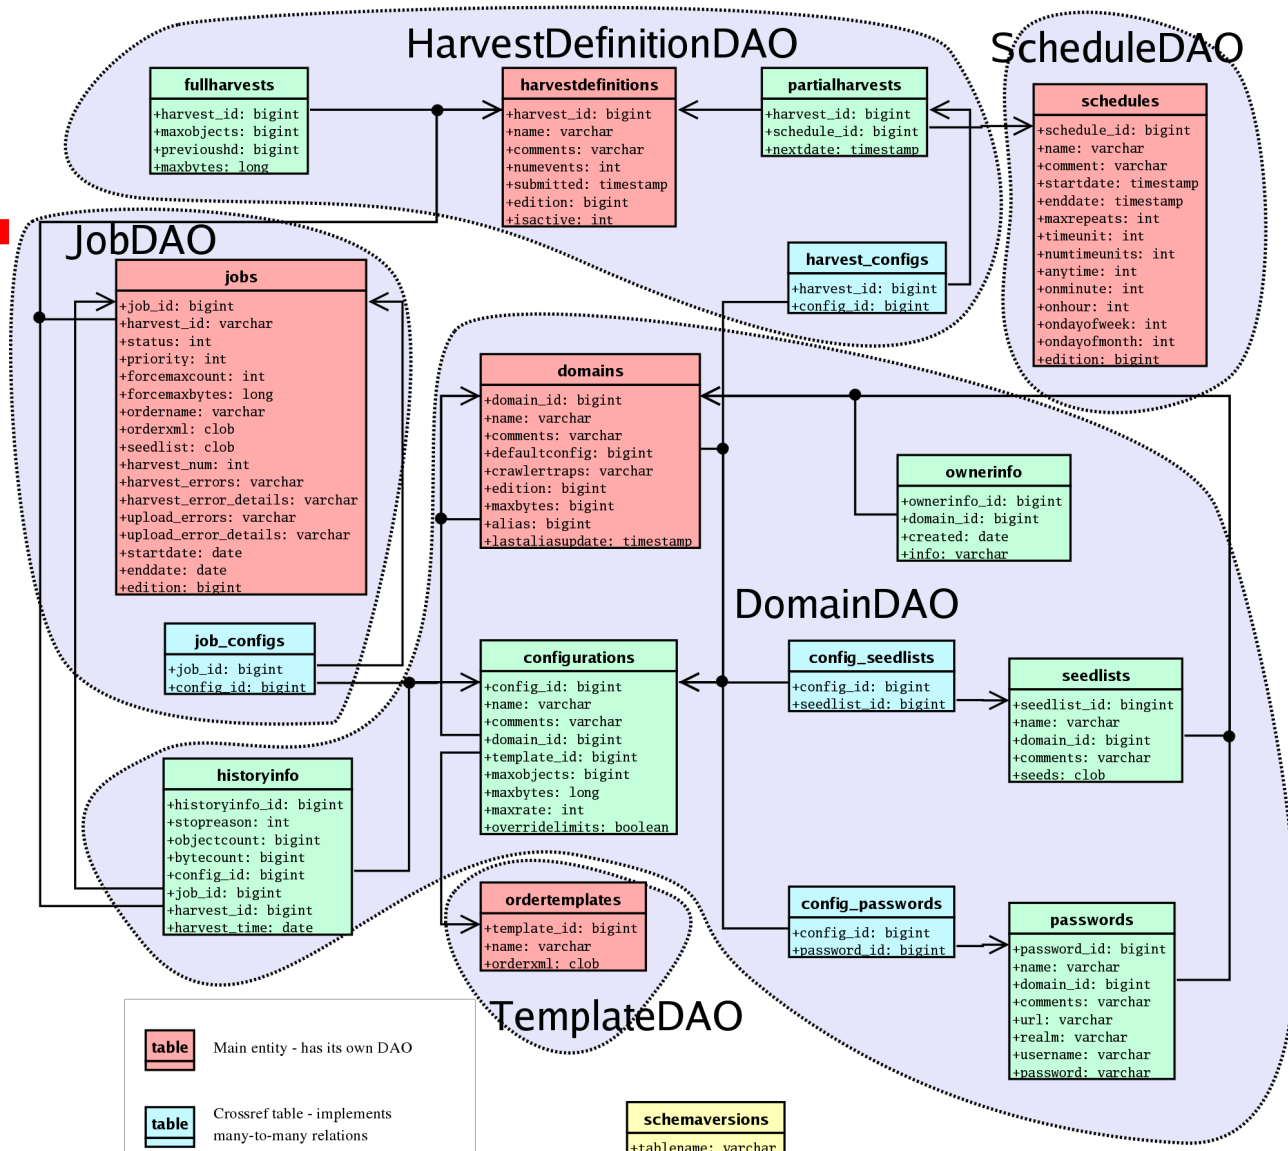 HarvestDefinitionDAO
ScheduleDAO
fullharvests
+harvest_id: bigint
+maxobjects: bigint
+previoushd: bigint
+maxbytes: long
harvestdefinitions
+harvest_id: bigint
+name: varchar
+comments: varchar
+numevents: int
+submitted: timestamp
+edition: bigint
+isactive: int
partialharvests
+harvest_id: bigint
+schedule_id: bigint
+nextdate: timestamp
schedules
+schedule_id: bigint
+name: varchar
+comment: varchar
+startdate: timestamp
+enddate: timestamp
+maxrepeats: int
+timeunit: int
+numtimeunits: int
+anytime: int
+onminute: int
+onhour: int
+ondayofweek: int
+ondayofmonth: int
+edition: bigint
harvest_configs
+harvest_id: bigint
+config_id: bigint
JobDAO
jobs
+job_id: bigint
+harvest_id: varchar
+status: int
+priority: int
+forcemaxcount: int
+forcemaxbytes: long
+ordername: varchar
+orderxml: clob
+seedlist: clob
+harvest_num: int
+harvest_errors: varchar
+harvest_error_details: varchar
+upload_errors: varchar
+upload_error_details: varchar
+startdate: date
+enddate: date
+edition: bigint
job_configs
+job_id: bigint
+config_id: bigint
domains
+domain_id: bigint
+name: varchar
+comments: varchar
+defaultconfig: bigint
+crawlertraps: varchar
+edition: bigint
+maxbytes: bigint
+alias: bigint
+lastaliasupdate: timestamp
ownerinfo
+ownerinfo_id: bigint
+domain_id: bigint
+created: date
+info: varchar
DomainDAO
configurations
+config_id: bigint
+name: varchar
+comments: varchar
+domain_id: bigint
+template_id: bigint
+maxobjects: bigint
+maxbytes: long
+maxrate: int
+overridelimits: boolean
config_seedlists
+config_id: bigint
+seedlist_id: bigint
seedlists
+seedlist_id: bingint
+name: varchar
+domain_id: bigint
+comments: varchar
+seeds: clob
historyinfo
+historyinfo_id: bigint
+stopreason: int
+objectcount: bigint
+bytecount: bigint
+config_id: bigint
+job_id: bigint
+harvest_id: bigint
+harvest_time: date
ordertemplates
+template_id: bigint
+name: varchar
+orderxml: clob
TemplateDAO
config_passwords
+config_id: bigint
+password_id: bigint
passwords
+password_id: bigint
+name: varchar
+domain_id: bigint
+comments: varchar
+url: varchar
+realm: varchar
+username: varchar
+password: varchar
table
Main entity - has its own DAO
table
Crossref table - implements
many-to-many relations
schemaversions
+tablename: varchar